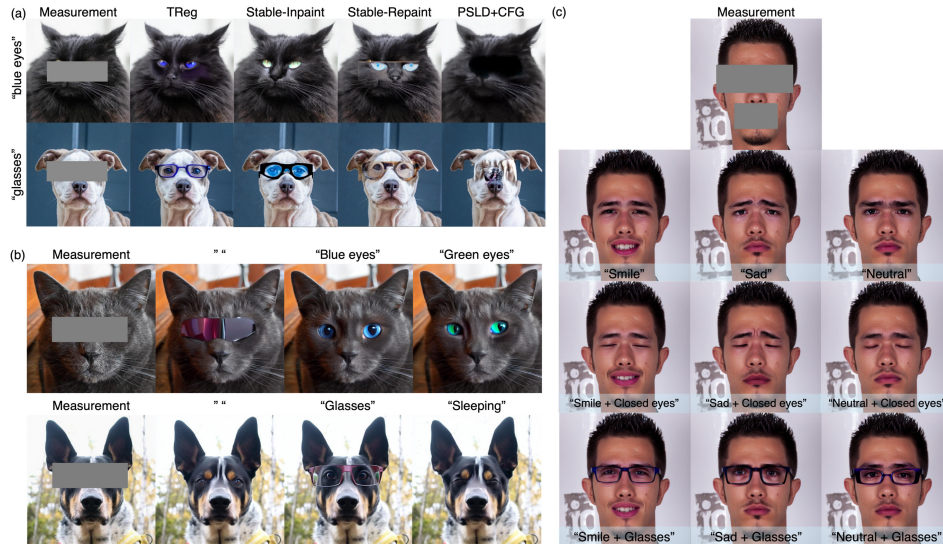 (a)
Measurement TReg Stable-Inpaint Stable-Repaint PSLD+CFG
“blue eyes”
“glasses”
(b)
Measurement ” “ “Blue eyes” “Green eyes”
Measurement ” “ “Glasses” “Sleeping”
(c)
Measurement
“Smile” “Sad” “Neutral”
“Smile + Closed eyes” “Sad + Closed eyes” “Neutral + Closed eyes”
“Smile + Glasses” “Sad + Glasses” “Neutral + Glasses”